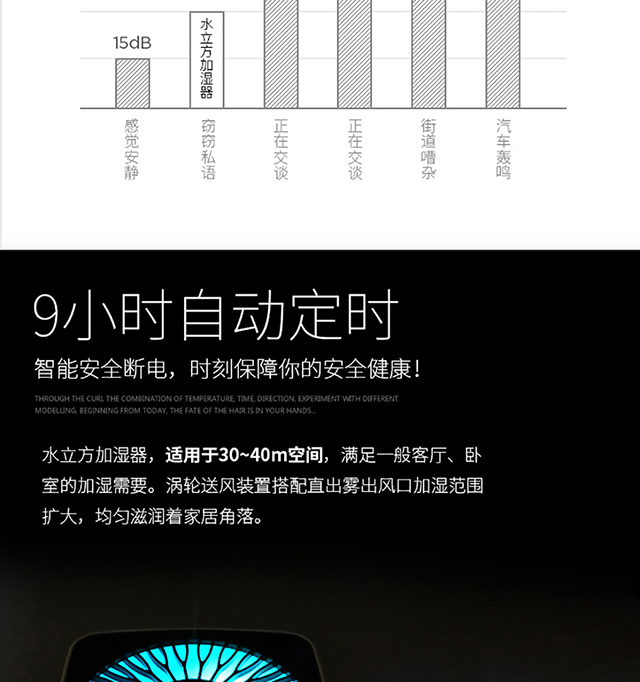 15dB
水立方加湿器
感觉安静
窃窃私语
正在交谈
正在交谈
街道嘈杂
汽车轰鸣
9小时自动定时
智能安全断电，时刻保障你的安全健康！
THROUGH THE CURL THE COMBINATION OF TEMPERATURE, TIME, DIRECTION, EXPERIMENT WITH DIFFERENT
MODELLING, BEGINNING FROM TODAY, THE FATE OF THE HAIR IS IN YOUR HANDS...
水立方加湿器，适用于30~40m空间，满足一般客厅、卧
室的加湿需要。涡轮送风装置搭配直出雾出风口加湿范围
扩大，均匀滋润着家居角落。